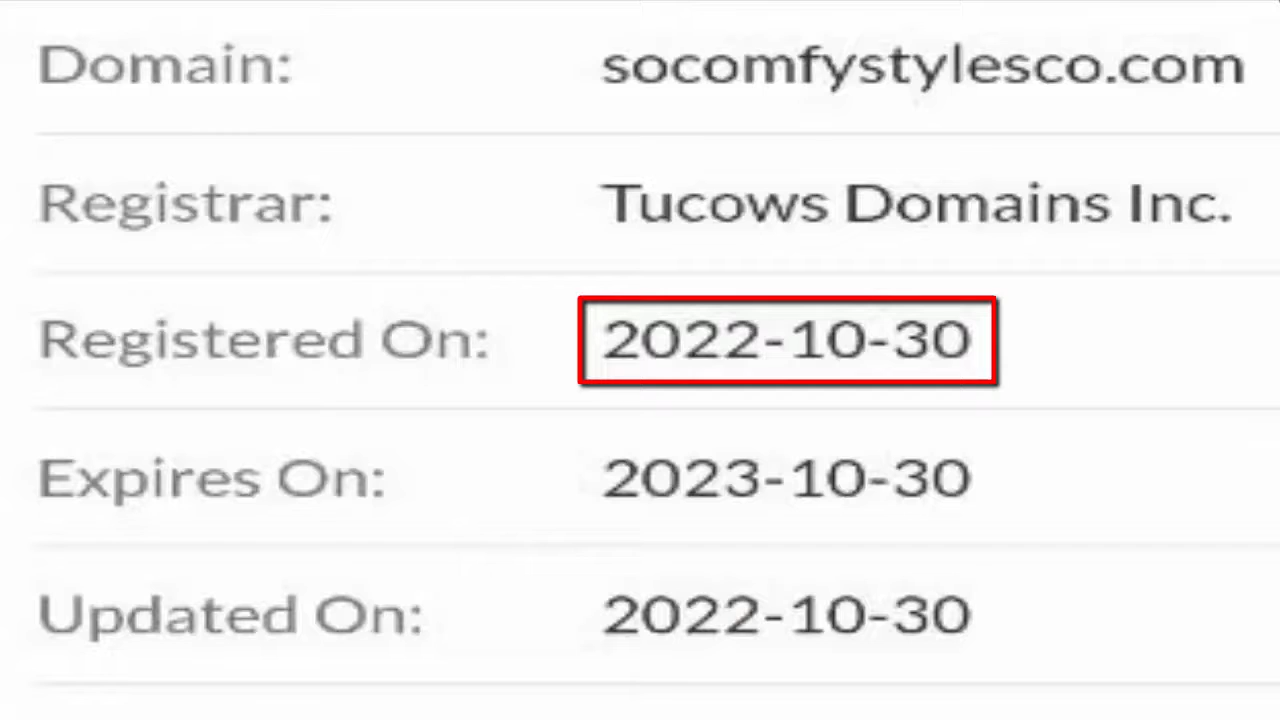 Domain: socomfystylesco.com
Registrar: Tucows Domains Inc.
Registered On: 2022-10-30
Expires On: 2023-10-30
Updated On: 2022-10-30